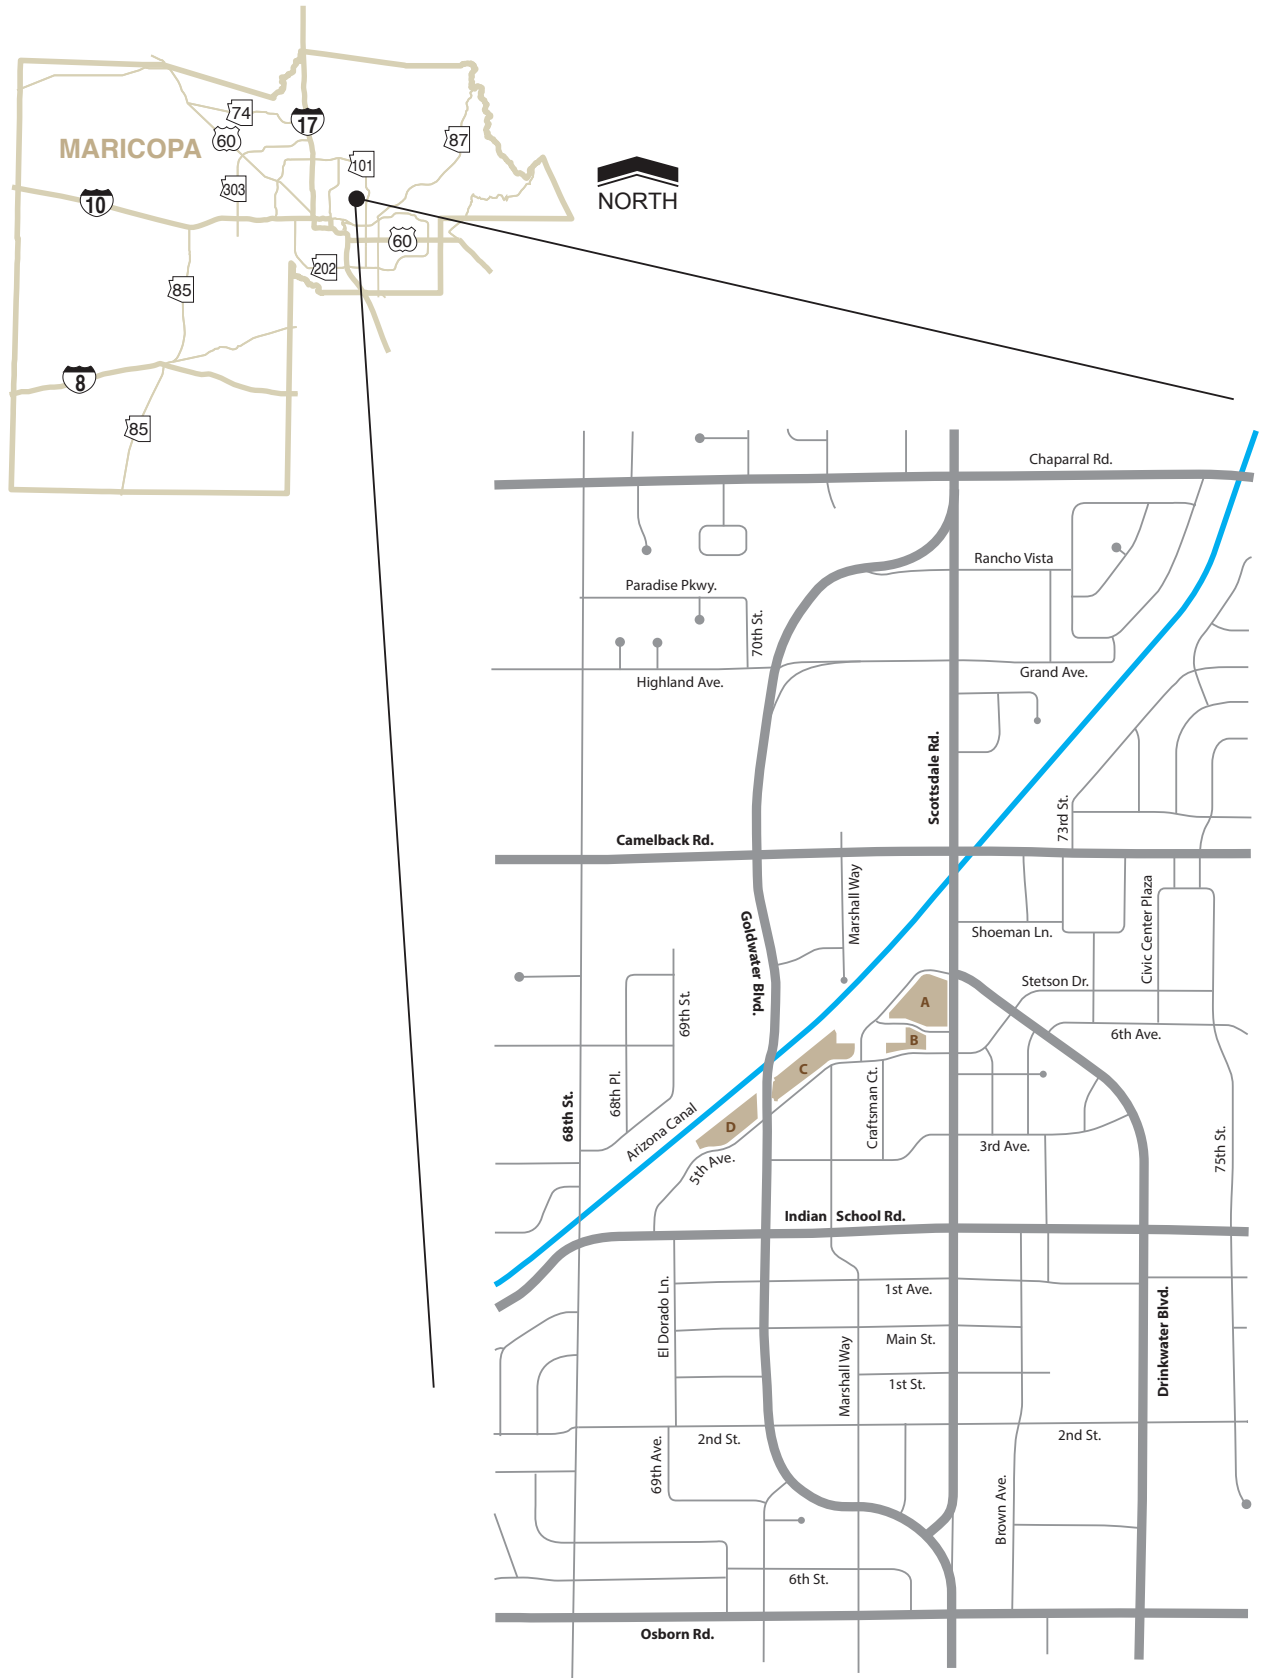 74
17
60
87
MARICOPA
101
303
10
NORTH
60
202
85
8
85
Chaparral Rd.
Rancho Vista
Paradise Pkwy.
70th St.
Grand Ave.
Highland Ave.
Scottsdale Rd.
73rd St.
Camelback Rd.
Marshall Way
Civic Center Plaza
Goldwater Blvd.
Shoeman Ln.
Stetson Dr.
69th St.
A
6th Ave.
B
C
68th Pl.
68th St.
Craftsman Ct.
Arizona Canal
D
3rd Ave.
75th St.
5th Ave.
Indian School Rd.
El Dorado Ln.
1st Ave.
Drinkwater Blvd.
Main St.
Marshall Way
1st St.
2nd St.
2nd St.
69th Ave.
Brown Ave.
6th St.
Osborn Rd.